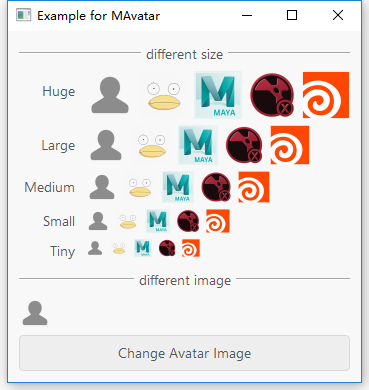 Example for MAvatar
different size
Huge
MAYA
Large
MAYA
Medium
MAYA
Small
MAYA
Tiny
different image
Change Avatar Image